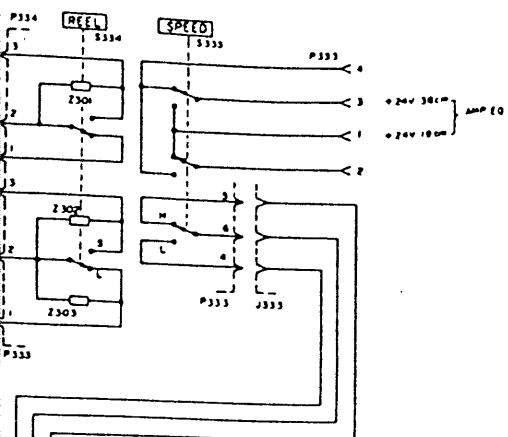 P334
REEL
S334
SPEED
S333
P333
3
4
Z301
3
+24V 38cm
2
AMP EQ
1
+24V 19cm
1
2
3
5
Z302
H
6
S
2
L
L
4
Z303
P333
J333
1
P333